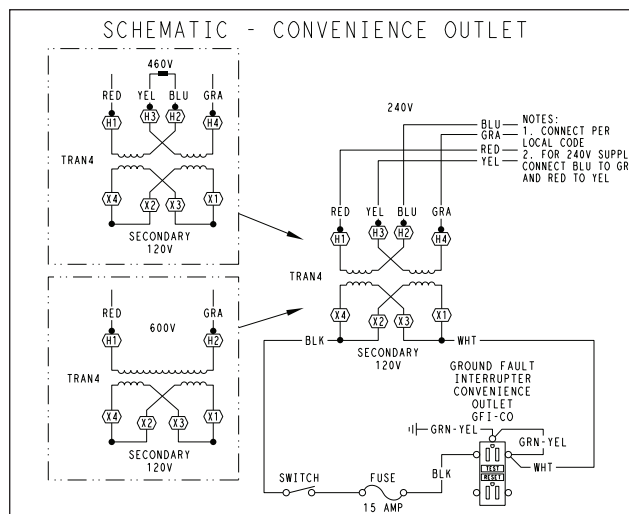 SCHEMATIC - CONVENIENCE OUTLET
460V
RED YEL BLU GRA
H1 H3 H2 H4
TRAN4
X4 X2 X3 X1
SECONDARY
120V
RED GRA
600V
H1 H2
TRAN4
X4 X2 X3 X1
SECONDARY
120V
240V
BLU
GRA
RED
YEL
NOTES:
1. CONNECT PER
LOCAL CODE
2. FOR 240V SUPPL
CONNECT BLU TO GR
AND RED TO YEL
RED YEL BLU GRA
H1 H3 H2 H4
TRAN4
X4 X2 X3 X1
BLK WHT
SECONDARY
120V
GROUND FAULT
INTERRUPTER
CONVENIENCE
OUTLET
GFI-CO
GRN-YEL
GRN-YEL
TEST
RESET
WHT
BLK
SWITCH
FUSE
15 AMP